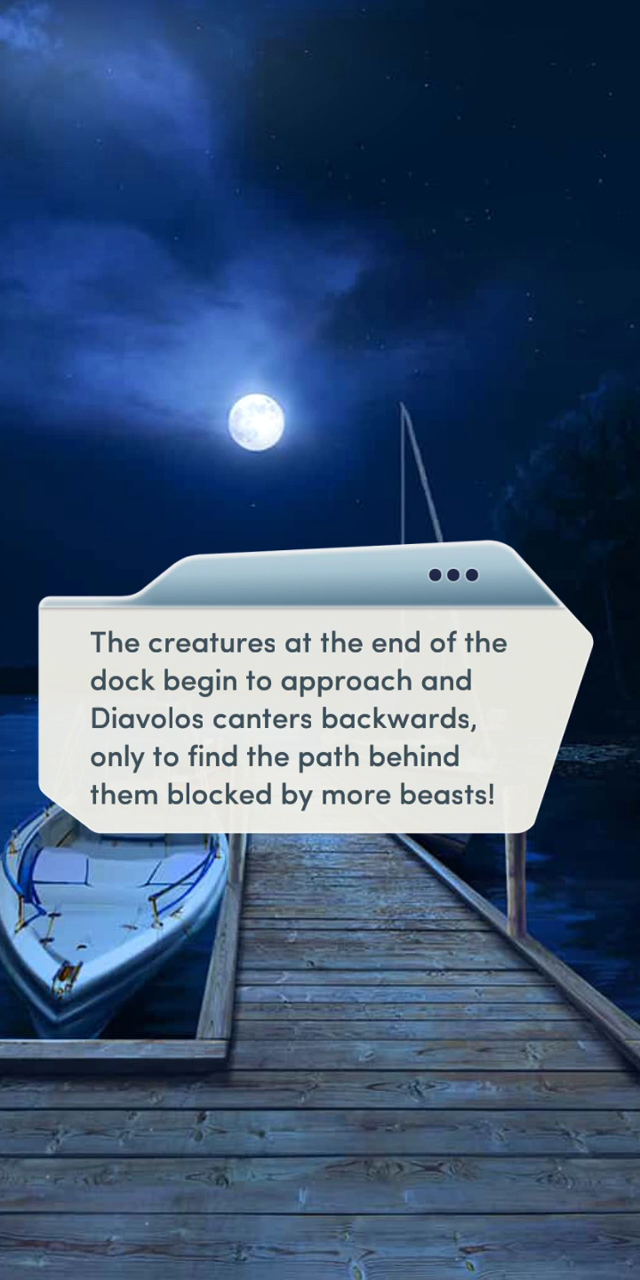 The creatures at the end of the
dock begin to approach and
Diavolos canters backwards,
only to find the path behind
them blocked by more beasts!